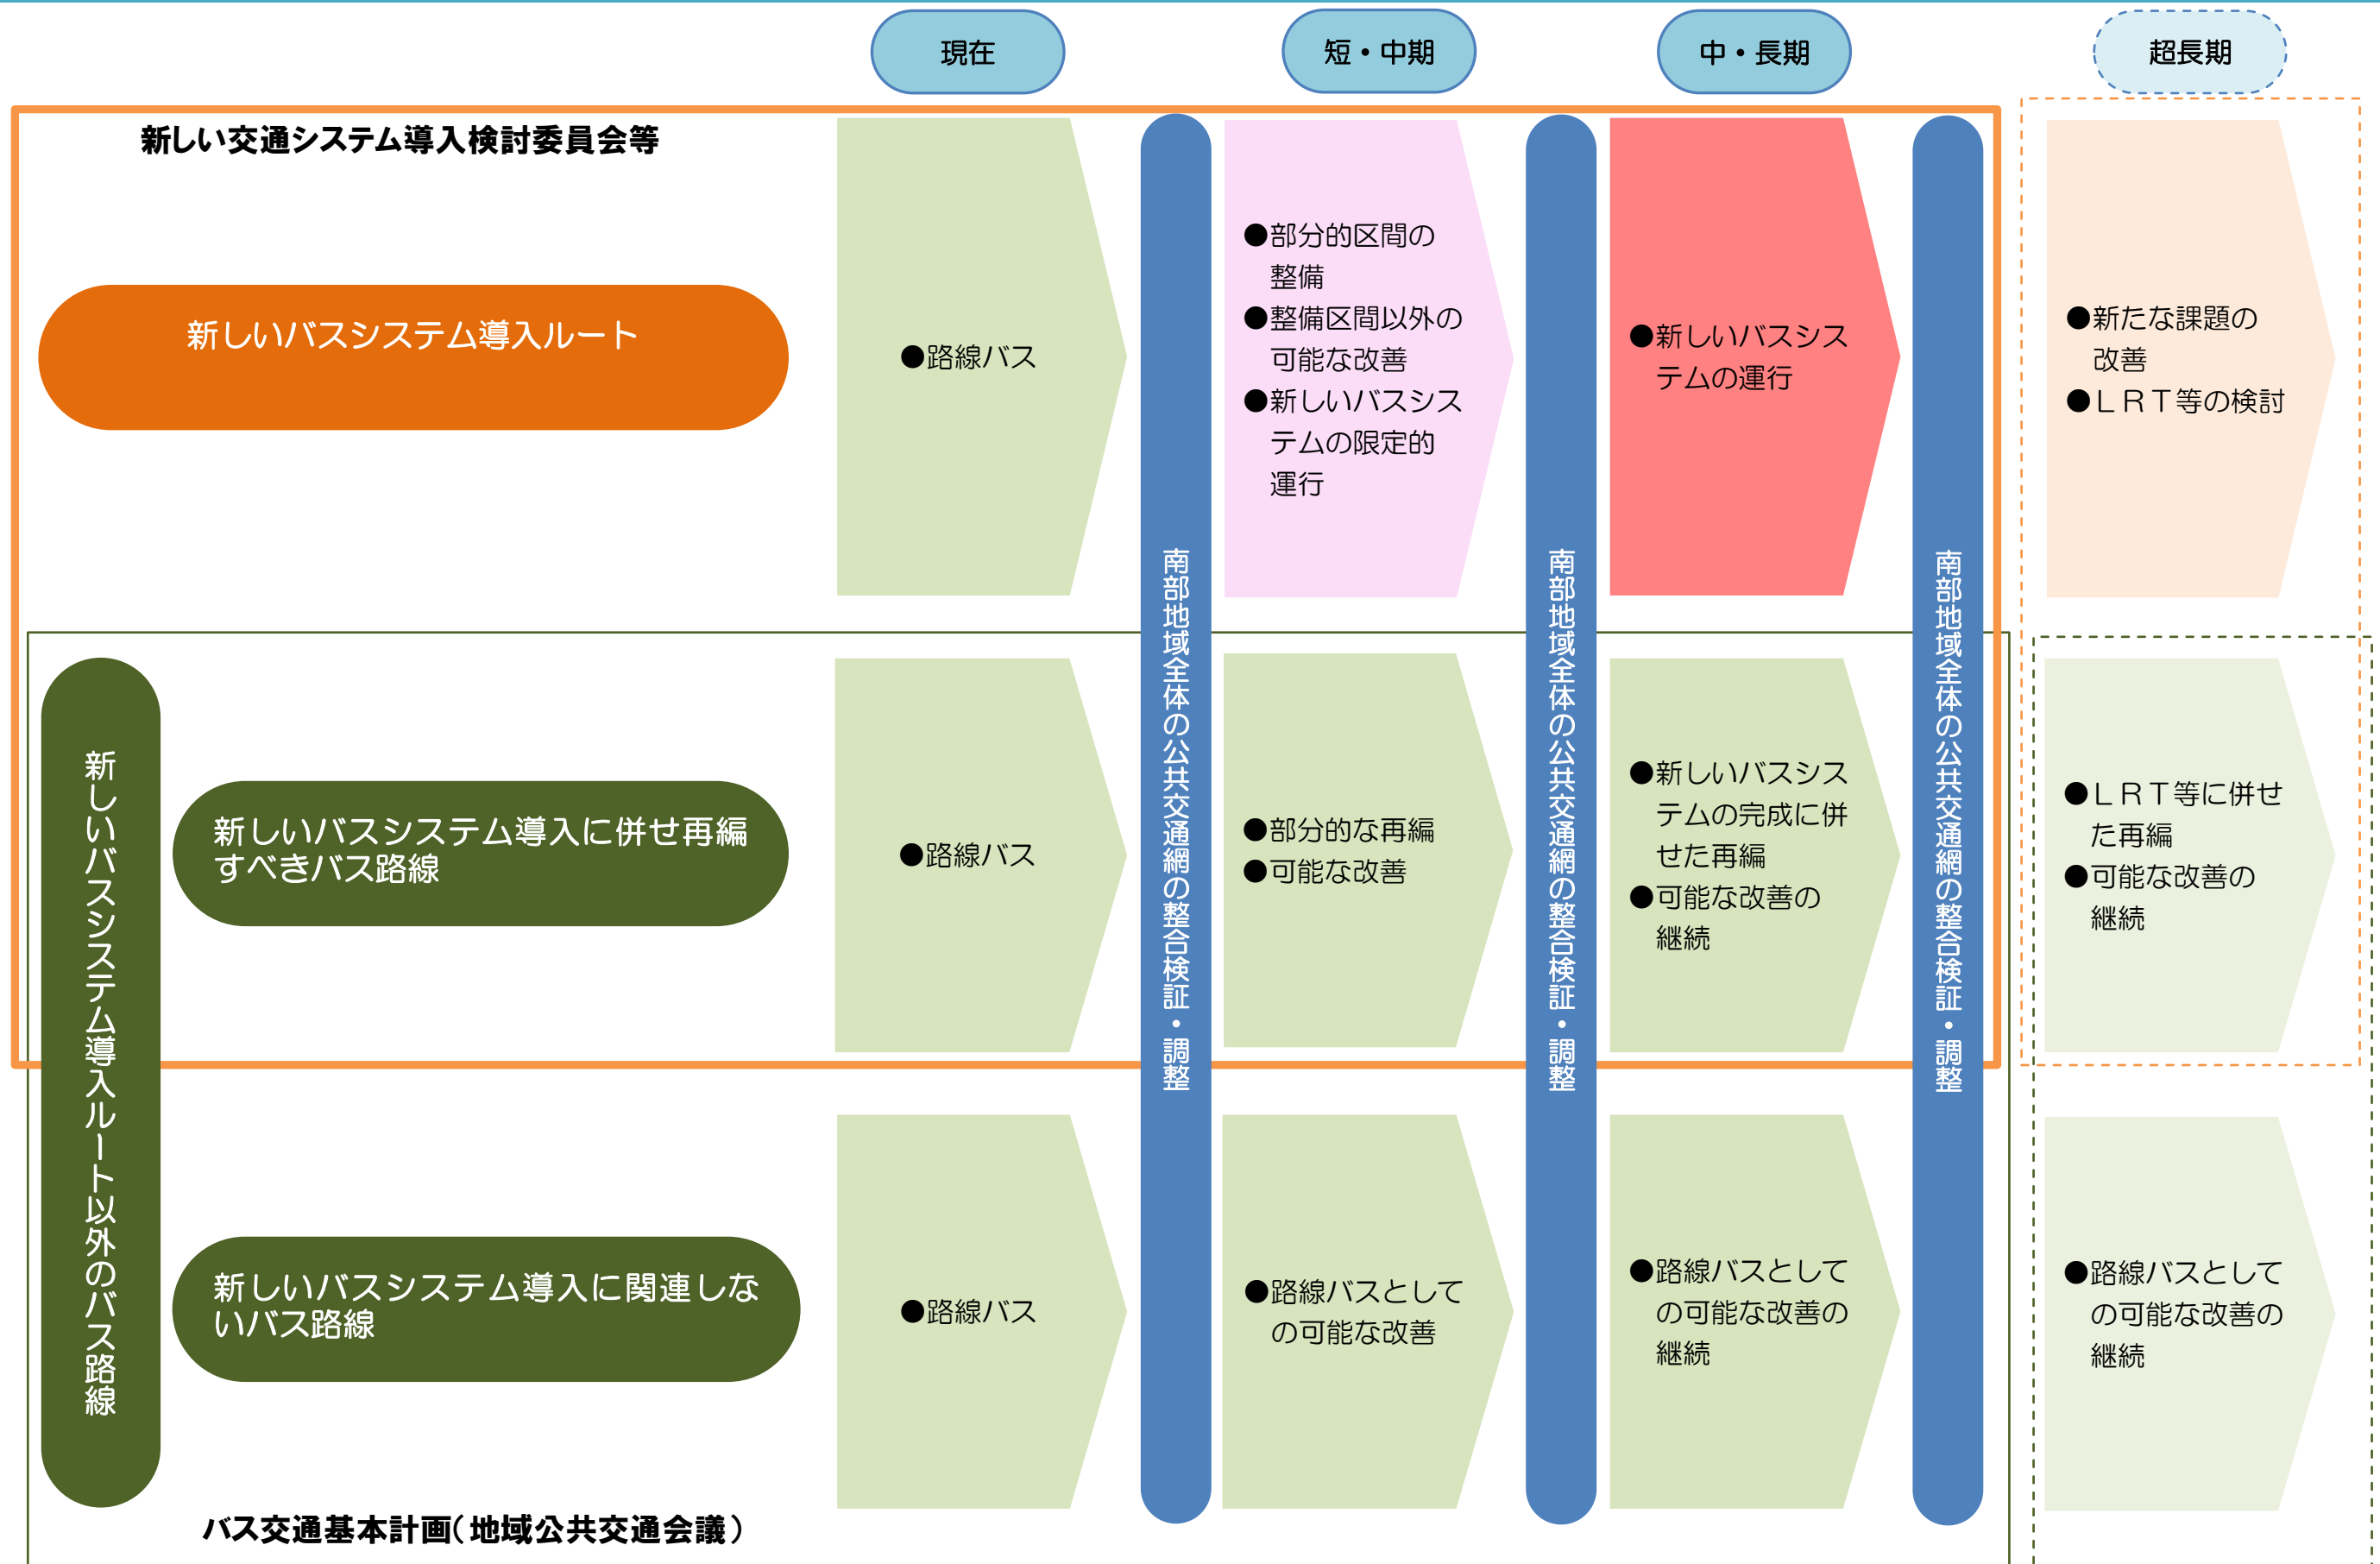 現在
短・中期
中・長期
超長期
新しい交通システム導入検討委員会等
新しいバスシステム導入ルート
●路線バス
●部分的区間の
整備
●整備区間以外の
可能な改善
●新しいバスシス
テムの限定的
運行
●新しいバスシス
テムの運行
●新たな課題の
改善
●ＬＲＴ等の検討
南部地域全体の公共交通網の整合検証・調整
南部地域全体の公共交通網の整合検証・調整
南部地域全体の公共交通網の整合検証・調整
新しいバスシステム導入ルート以外のバス路線
新しいバスシステム導入に併せ再編
すべきバス路線
●路線バス
●部分的な再編
●可能な改善
●新しいバスシス
テムの完成に併
せた再編
●可能な改善の
継続
●ＬＲＴ等に併せ
た再編
●可能な改善の
継続
新しいバスシステム導入に関連しな
いバス路線
●路線バス
●路線バスとして
の可能な改善
●路線バスとして
の可能な改善の
継続
●路線バスとして
の可能な改善の
継続
バス交通基本計画（地域公共交通会議）